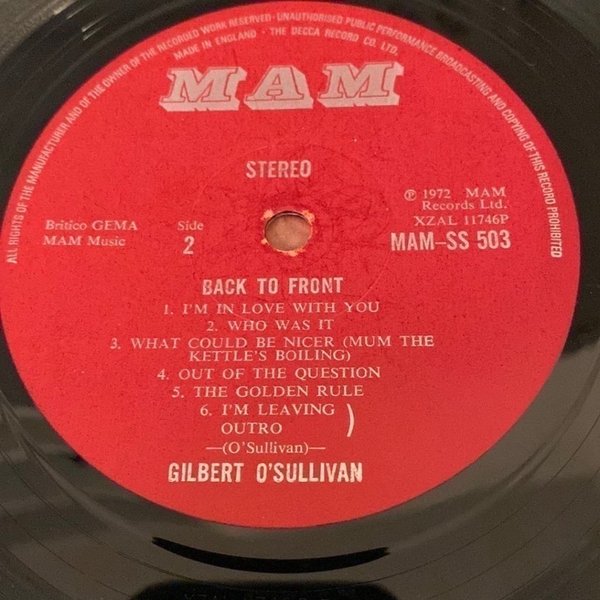 ALL RIGHTS OF THE MANUFACTURER AND OF THE OWNER OF THE RECORDED WORK RESERVED · UNAUTHORISED PUBLIC PERFORMANCE BROADCASTING AND COPYING OF THIS RECORD PROHIBITED
MADE IN ENGLAND · THE DECCA RECORD CO. LTD.
MAM
STEREO
℗ 1972 MAM
Records Ltd.
XZAL 11746P
MAM–SS 503
Britico GEMA
MAM Music
Side
2
BACK TO FRONT
1. I'M IN LOVE WITH YOU
2. WHO WAS IT
3. WHAT COULD BE NICER (MUM THE
KETTLE'S BOILING)
4. OUT OF THE QUESTION
5. THE GOLDEN RULE
6. I'M LEAVING )
OUTRO
—(O'Sullivan)—
GILBERT O'SULLIVAN